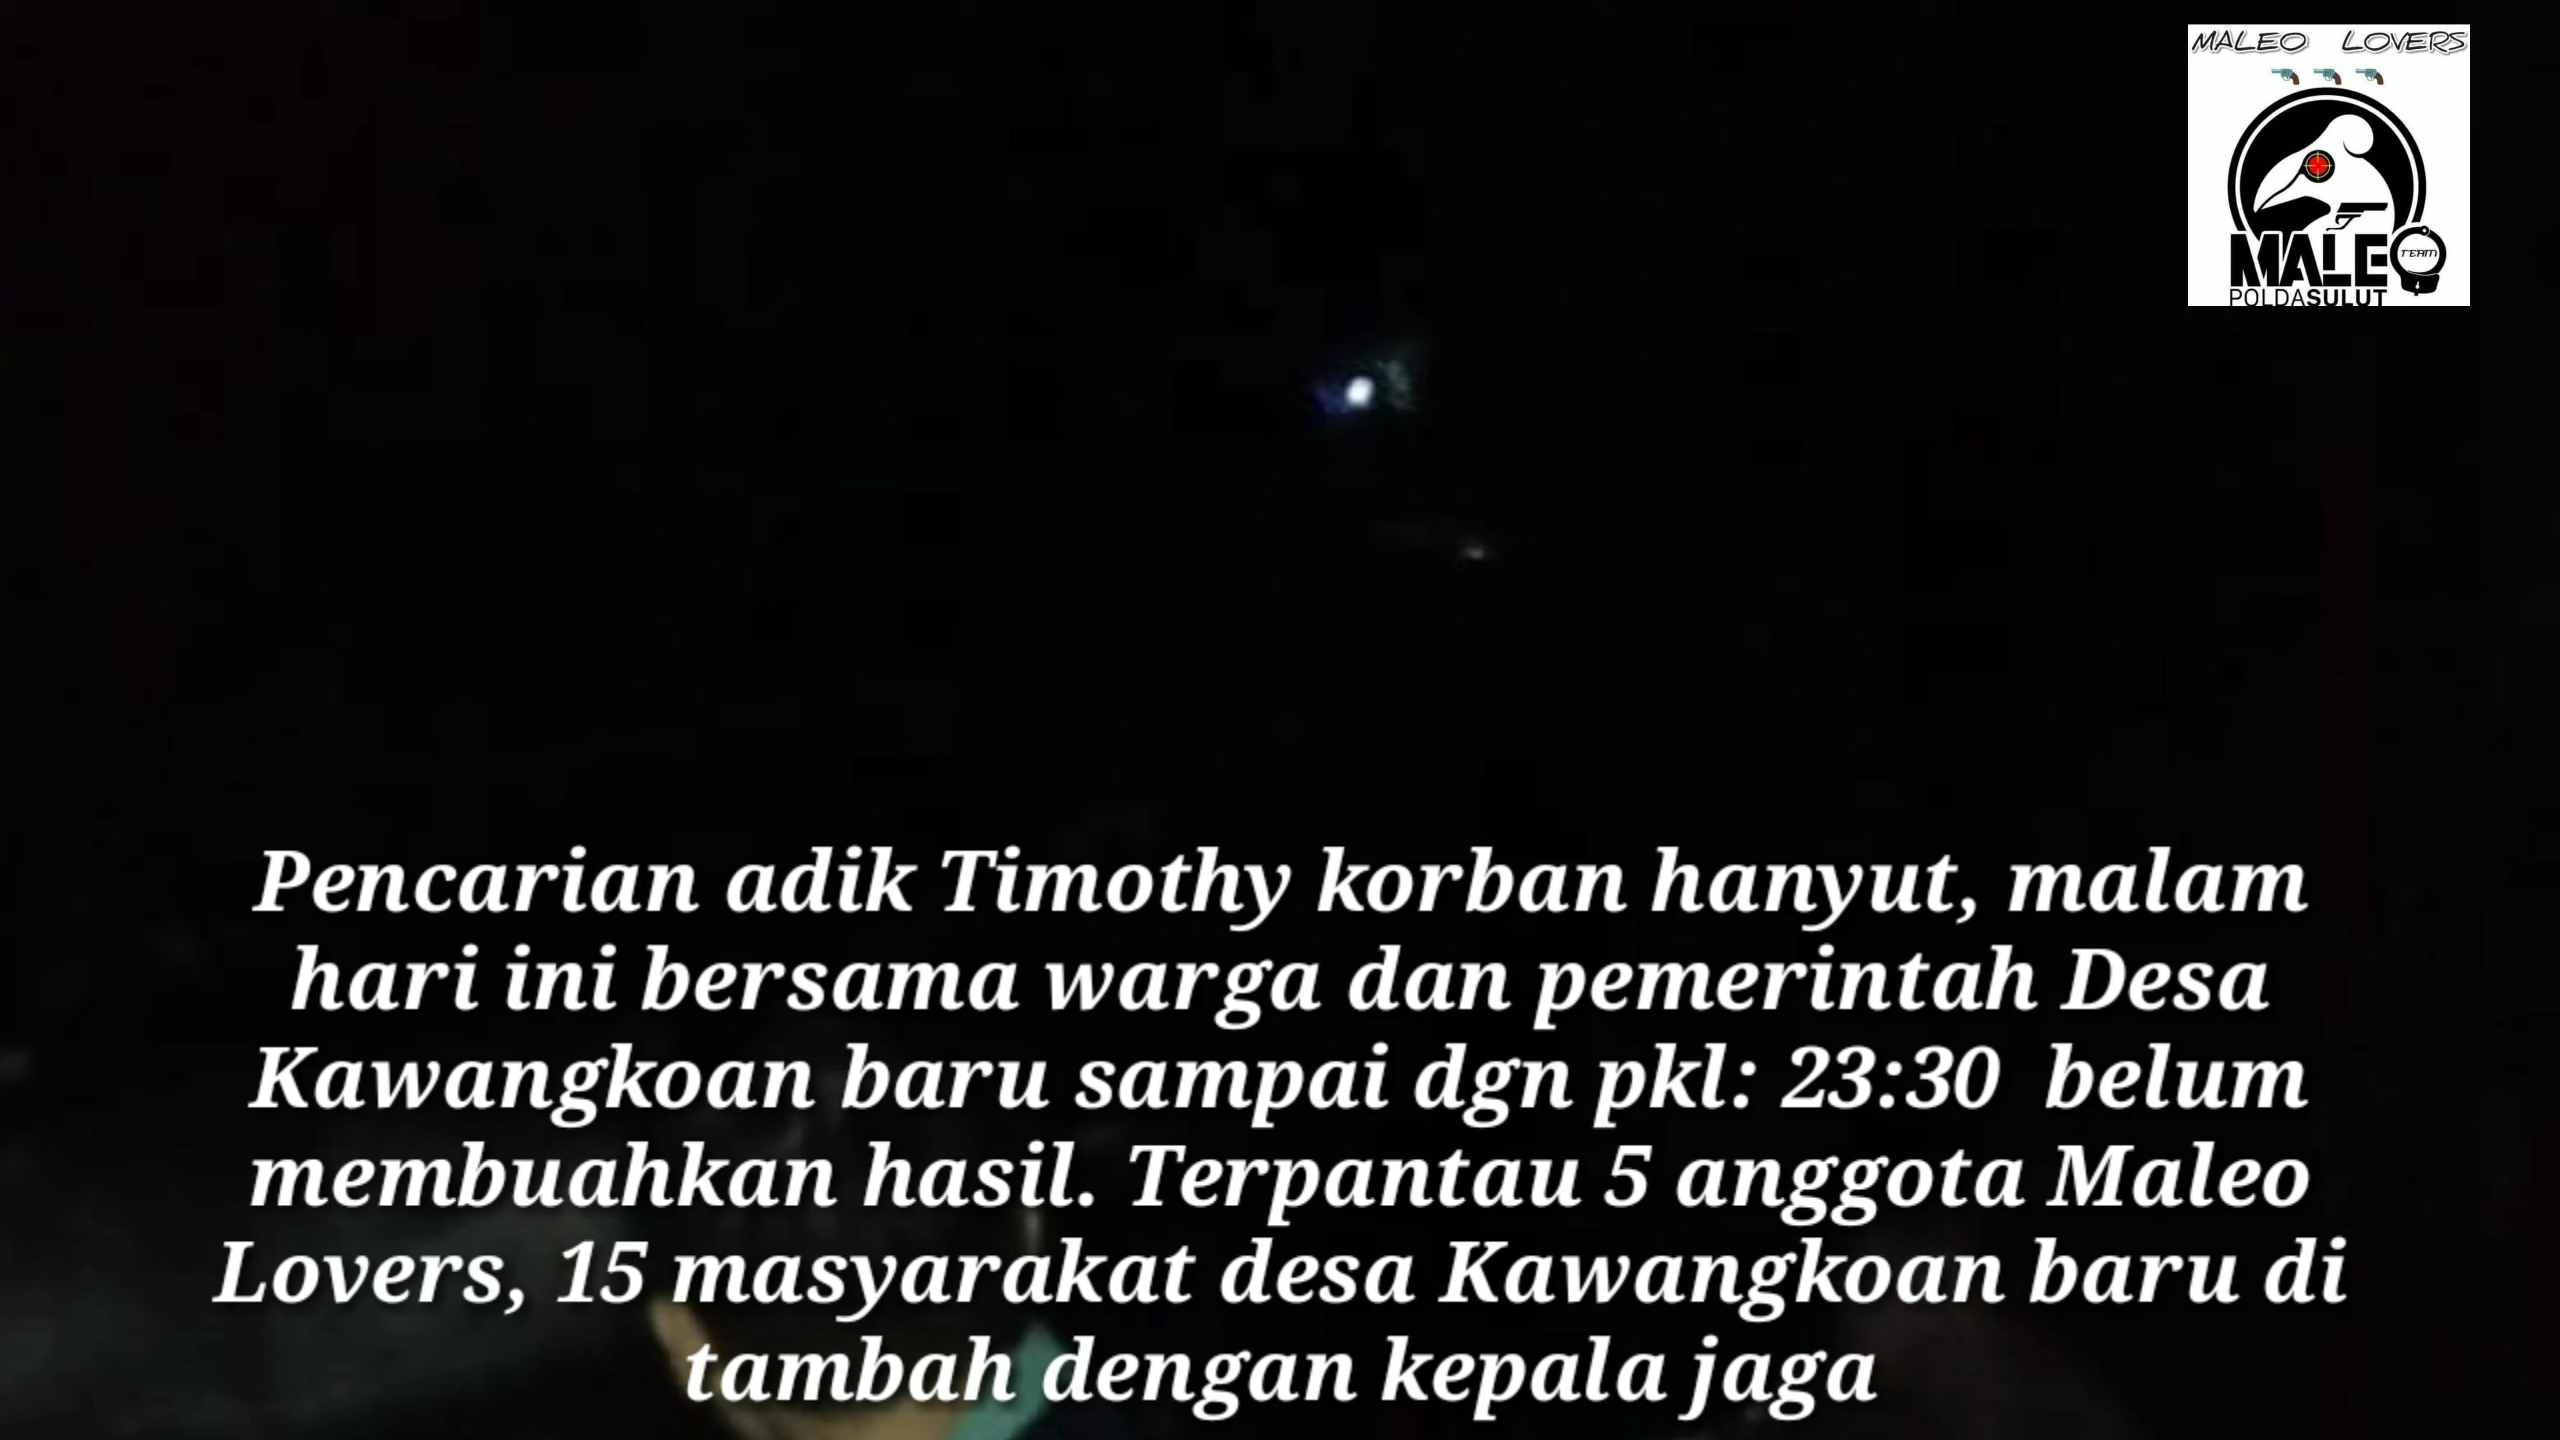 MALEO LOVERS
MALEO
TEAM
POLDASULUT
Pencarian adik Timothy korban hanyut, malam
hari ini bersama warga dan pemerintah Desa
Kawangkoan baru sampai dgn pkl: 23:30  belum
membuahkan hasil. Terpantau 5 anggota Maleo
Lovers, 15 masyarakat desa Kawangkoan baru di
tambah dengan kepala jaga